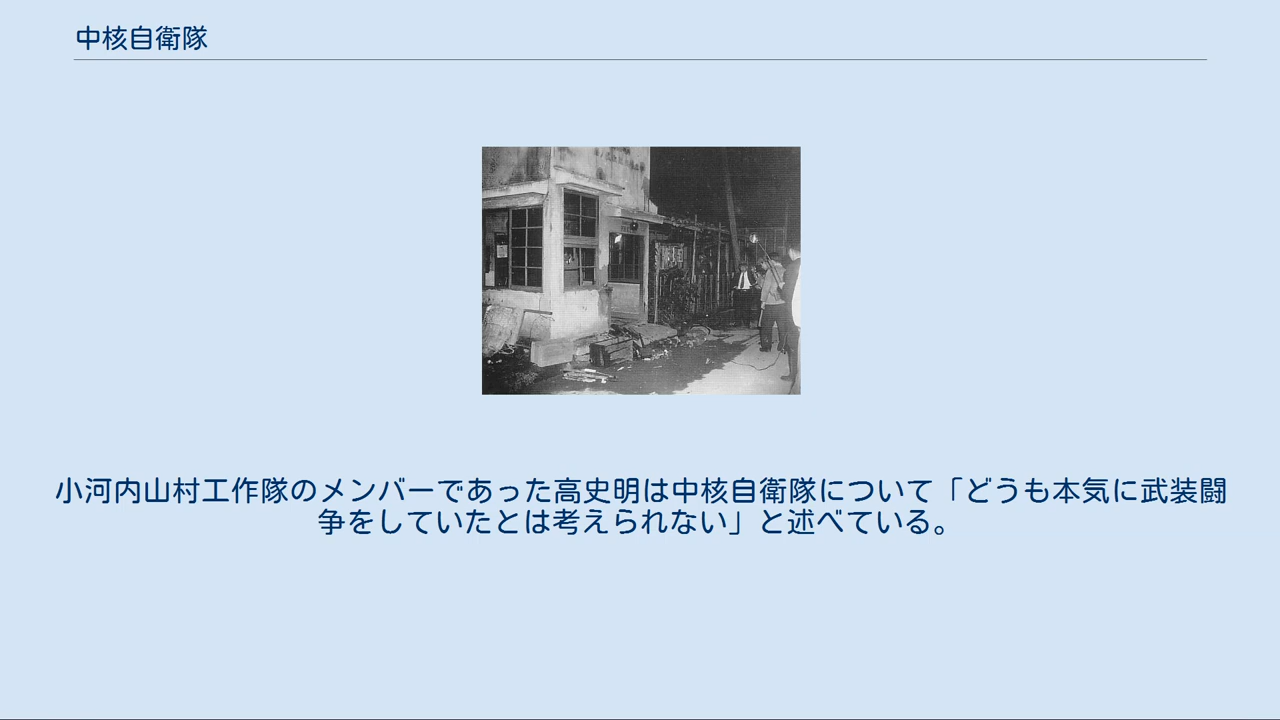 中核自衛隊
小河内山村工作隊のメンバーであった高史明は中核自衛隊について「どうも本気に武装闘
争をしていたとは考えられない」と述べている。